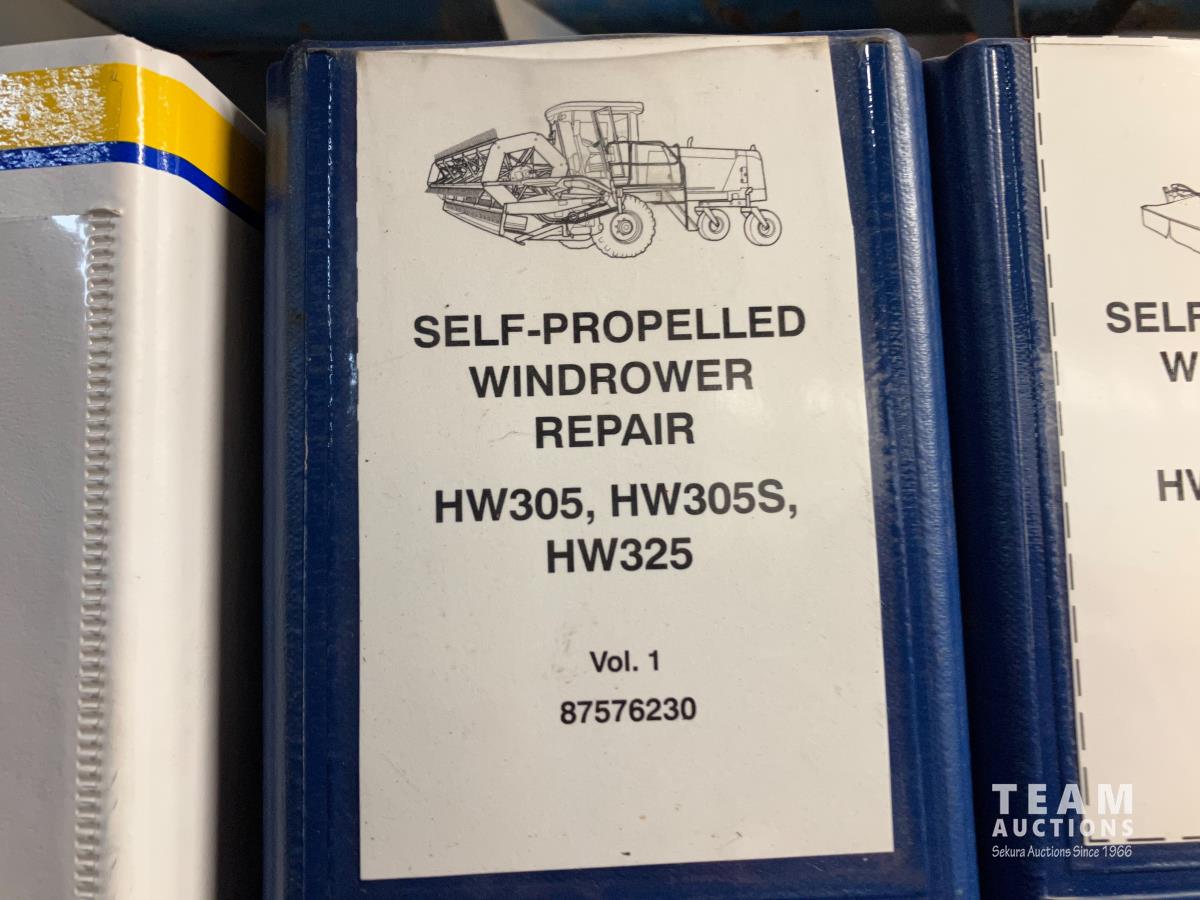 SELF-PROPELLED
WINDROWER
REPAIR
HW305, HW305S,
HW325
Vol. 1
87576230
SELF
W
HV
TEAM
AUCTIONS
Sekura Auctions Since 1966